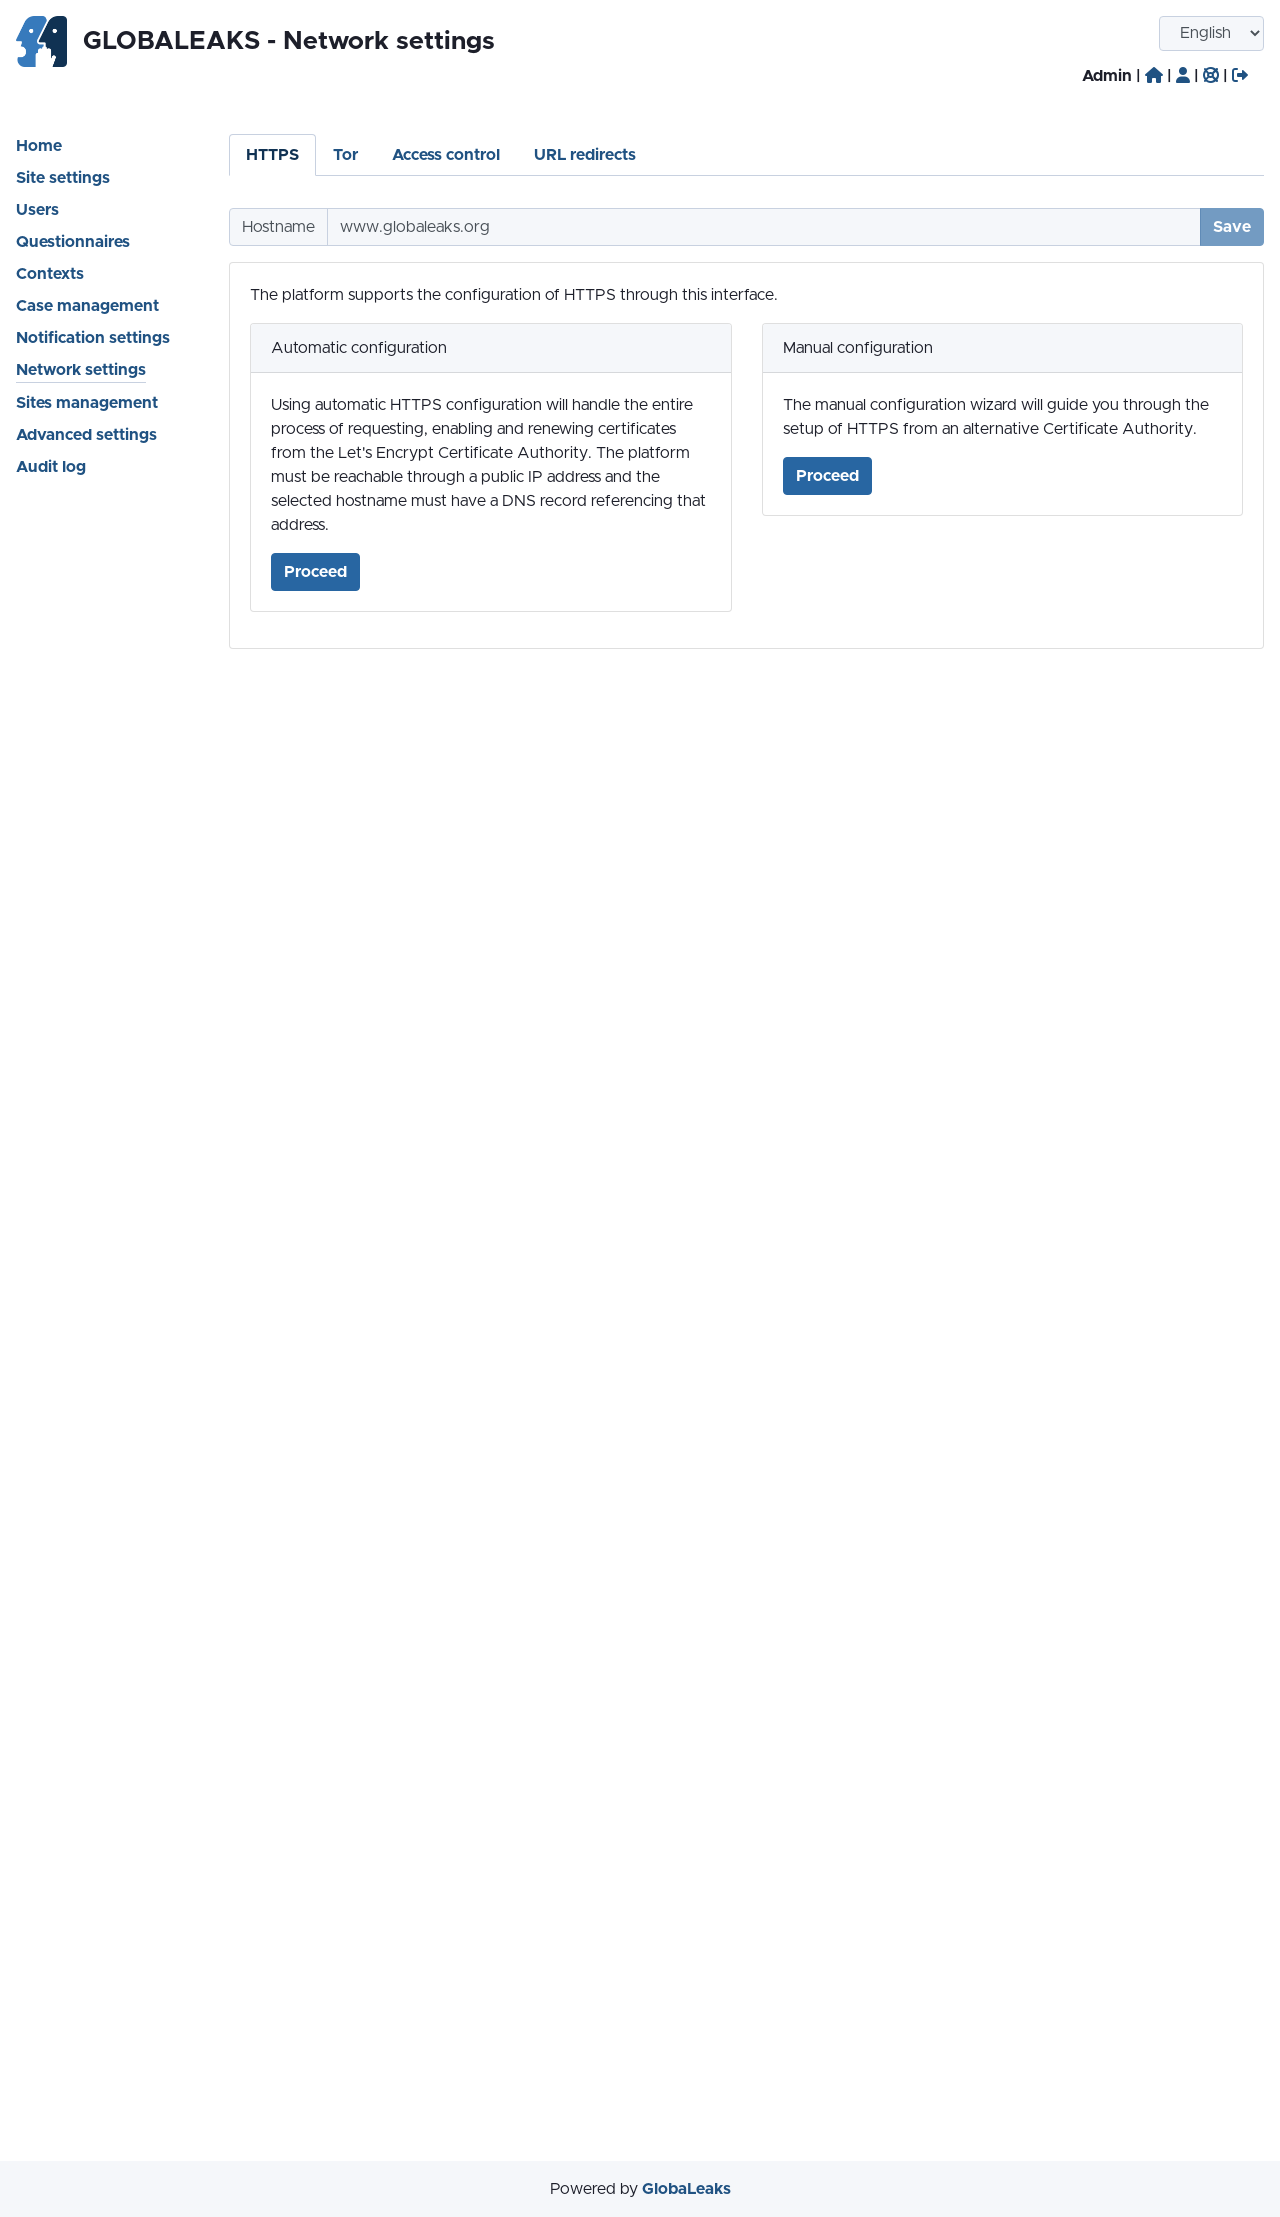 GLOBALEAKS - Network settings
English
Admin | | | |
Home
Site settings
Users
Questionnaires
Contexts
Case management
Notification settings
Network settings
Sites management
Advanced settings
Audit log
HTTPS Tor Access control URL redirects
Hostname www.globaleaks.org Save
The platform supports the configuration of HTTPS through this interface.
Automatic configuration
Using automatic HTTPS configuration will handle the entire
process of requesting, enabling and renewing certificates
from the Let's Encrypt Certificate Authority. The platform
must be reachable through a public IP address and the
selected hostname must have a DNS record referencing that
address.
Proceed
Manual configuration
The manual configuration wizard will guide you through the
setup of HTTPS from an alternative Certificate Authority.
Proceed
Powered by GlobaLeaks